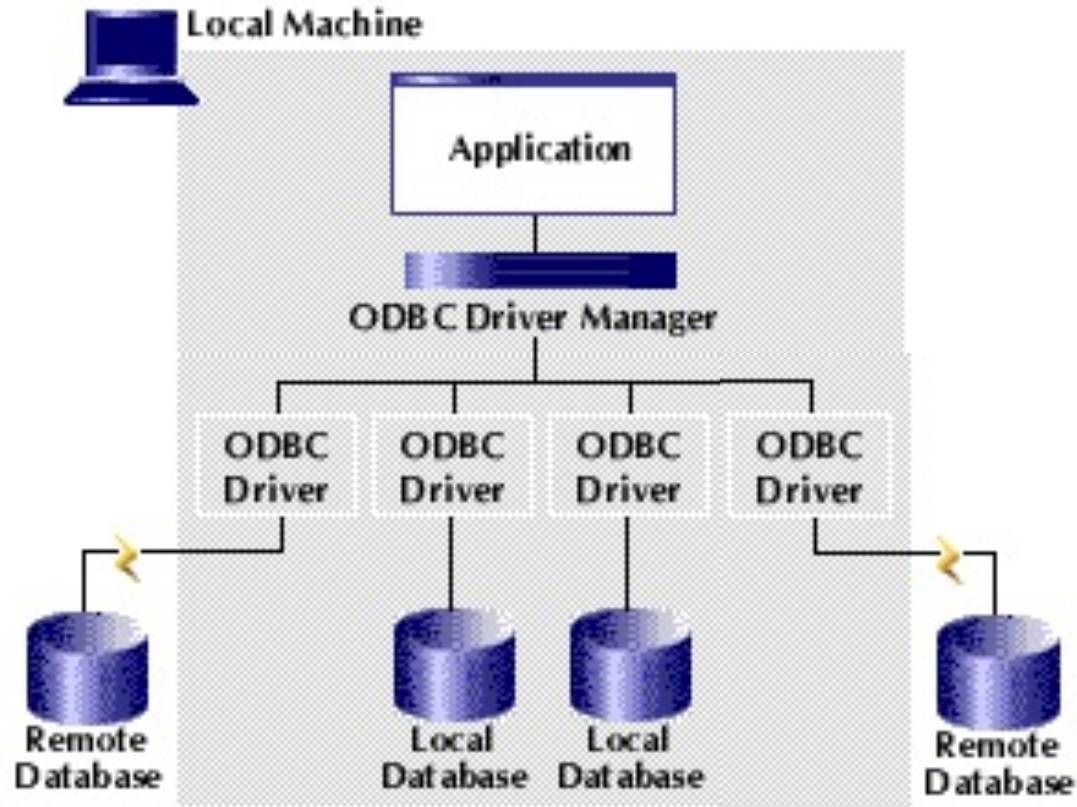 Local Machine
Application
ODBC Driver Manager
ODBC
Driver
ODBC
Driver
ODBC
Driver
ODBC
Driver
Remote
Database
Local
Database
Local
Database
Remote
Database